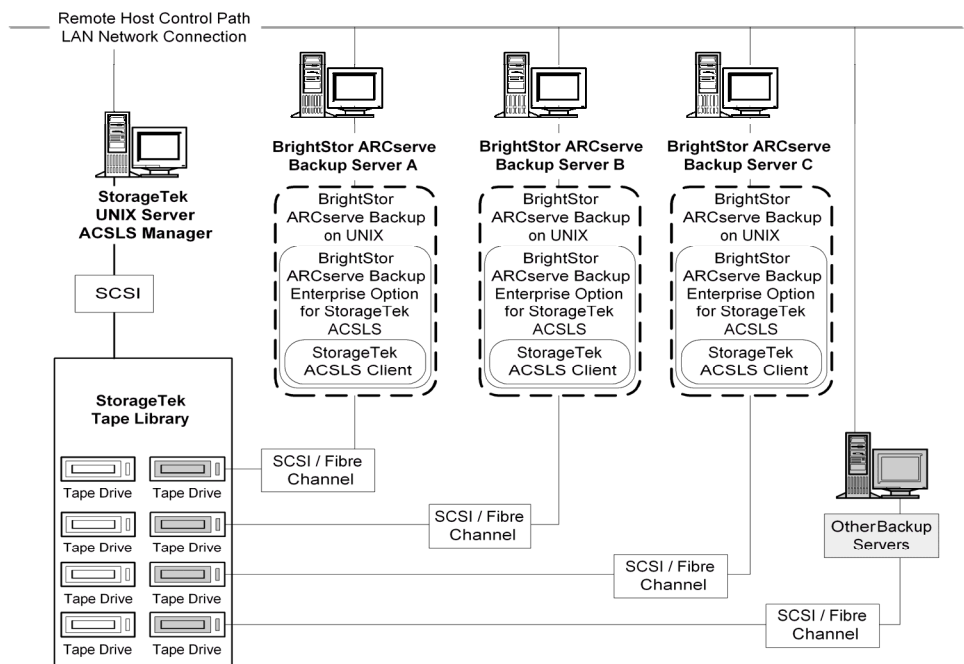 Remote Host Control Path
LAN Network Connection
StorageTek
UNIX Server
ACSLS Manager
SCSI
BrightStor ARCserve
Backup Server A
BrightStor
ARCserve Backup
on UNIX
BrightStor
ARCserve Backup
Enterprise Option
for StorageTek
ACSLS
StorageTek
ACSLS Client
BrightStor ARCserve
Backup Server B
BrightStor
ARCserve Backup
on UNIX
BrightStor
ARCserve Backup
Enterprise Option
for StorageTek
ACSLS
StorageTek
ACSLS Client
BrightStor ARCserve
Backup Server C
BrightStor
ARCserve Backup
on UNIX
BrightStor
ARCserve Backup
Enterprise Option
for StorageTek
ACSLS
StorageTek
ACSLS Client
StorageTek
Tape Library
Tape Drive Tape Drive
Tape Drive Tape Drive
Tape Drive Tape Drive
Tape Drive Tape Drive
SCSI / Fibre
Channel
SCSI / Fibre
Channel
SCSI / Fibre
Channel
SCSI / Fibre
Channel
OtherBackup
Servers